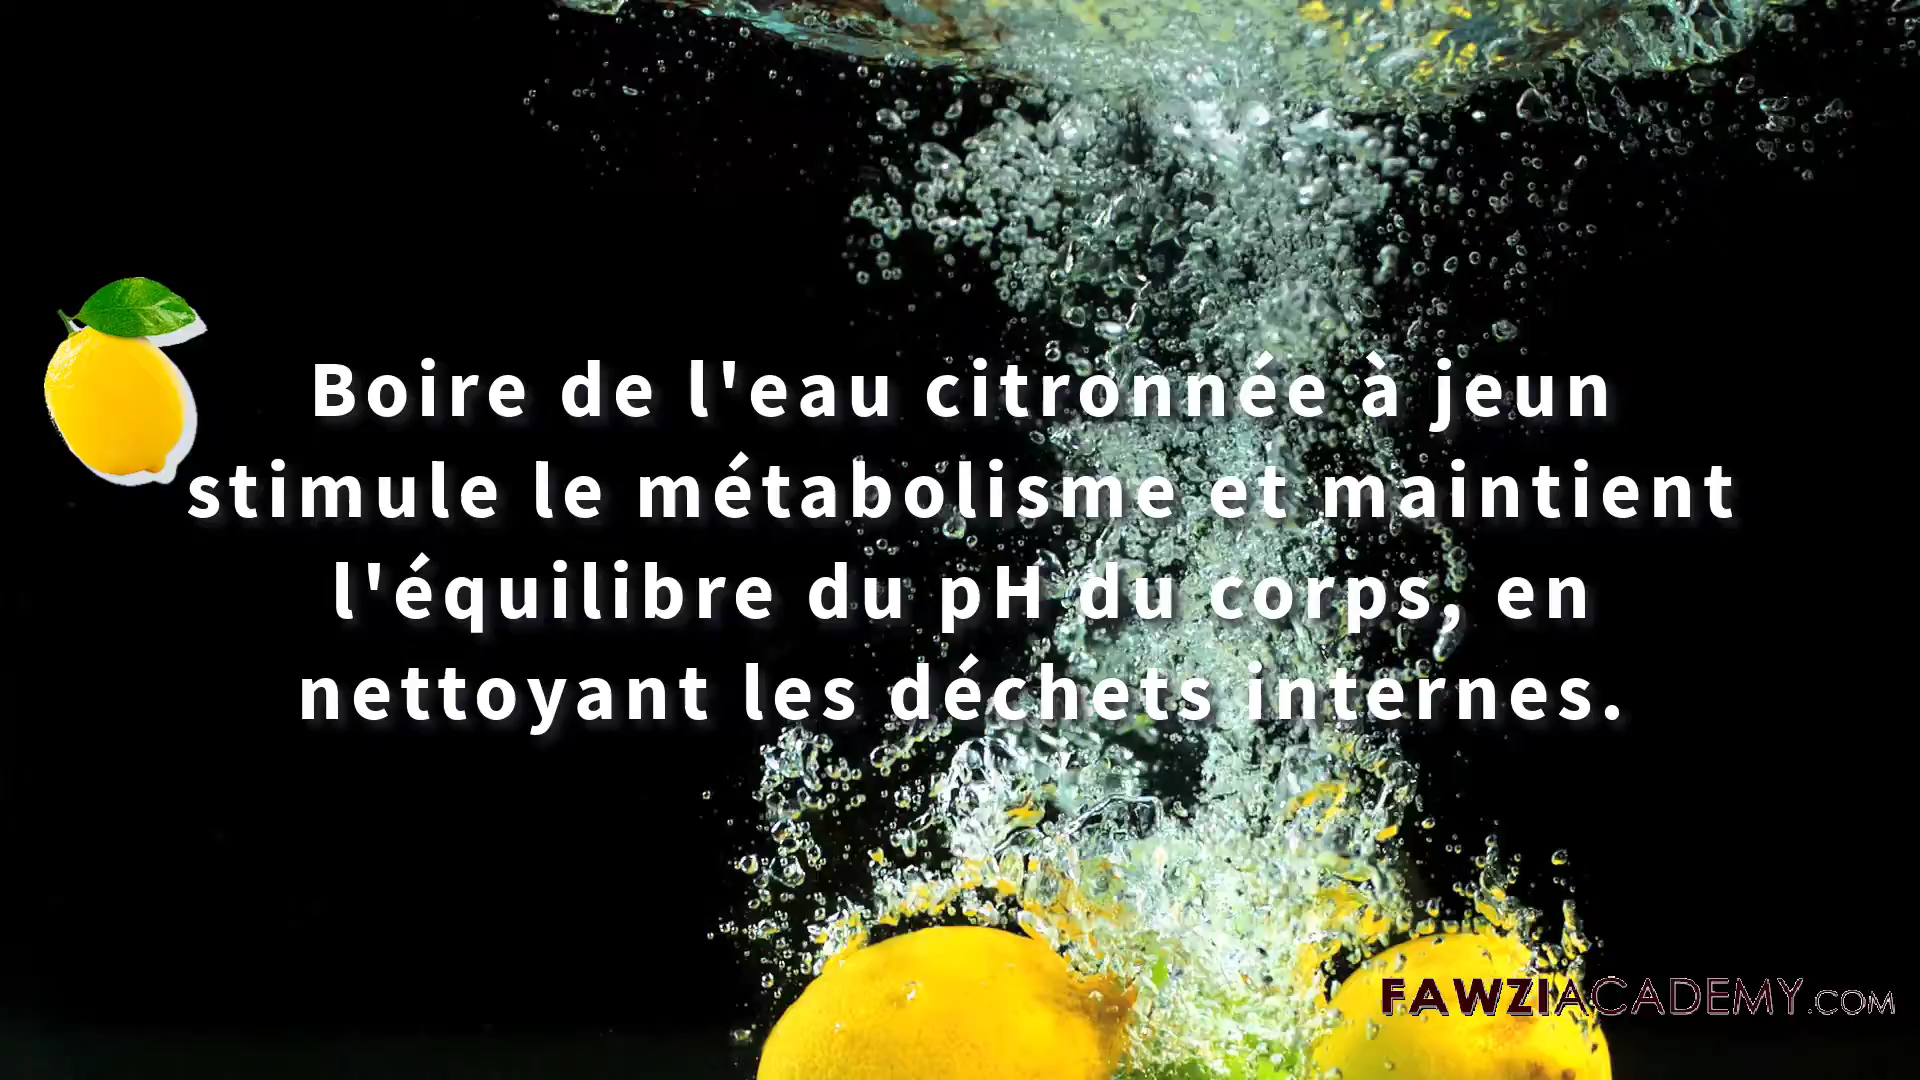 Boire de l'eau citronnée à jeun
stimule le métabolisme et maintient
l'équilibre du pH du corps, en
nettoyant les déchets internes.
FAWZIACADEMY.COM